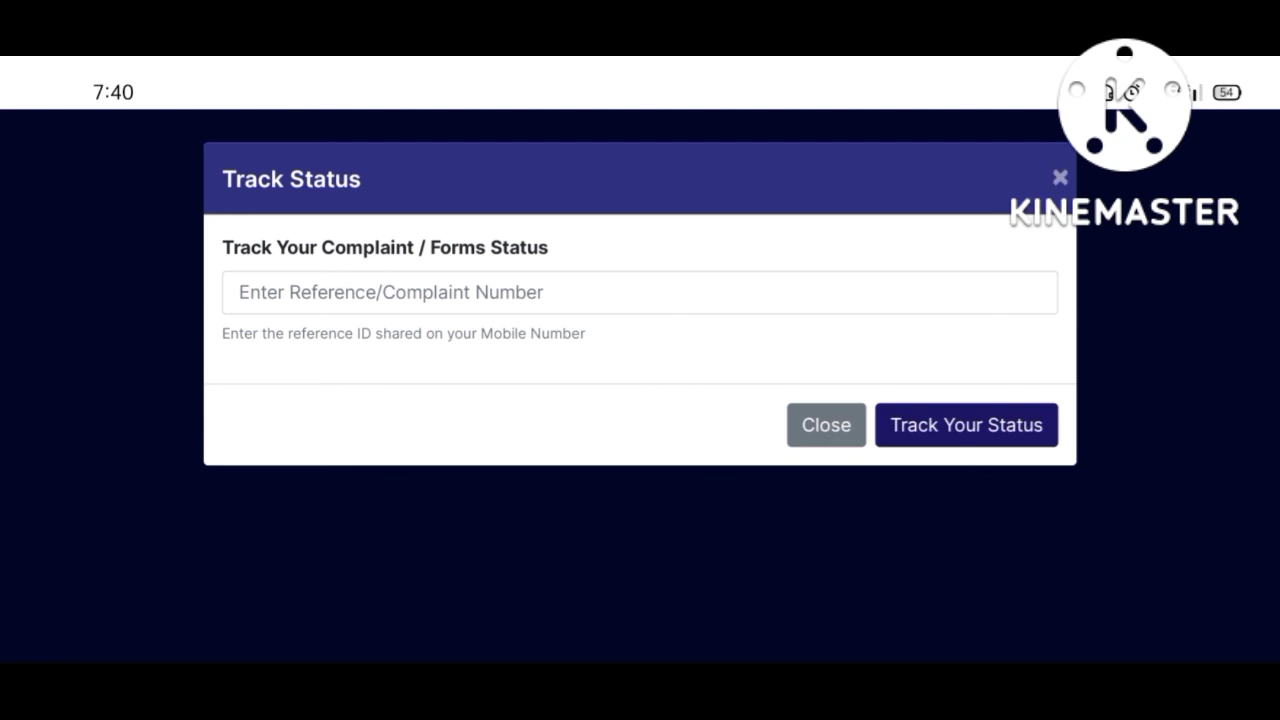 7:40
54
Track Status
×
KINEMASTER
Track Your Complaint / Forms Status
Enter Reference/Complaint Number
Enter the reference ID shared on your Mobile Number
Close
Track Your Status